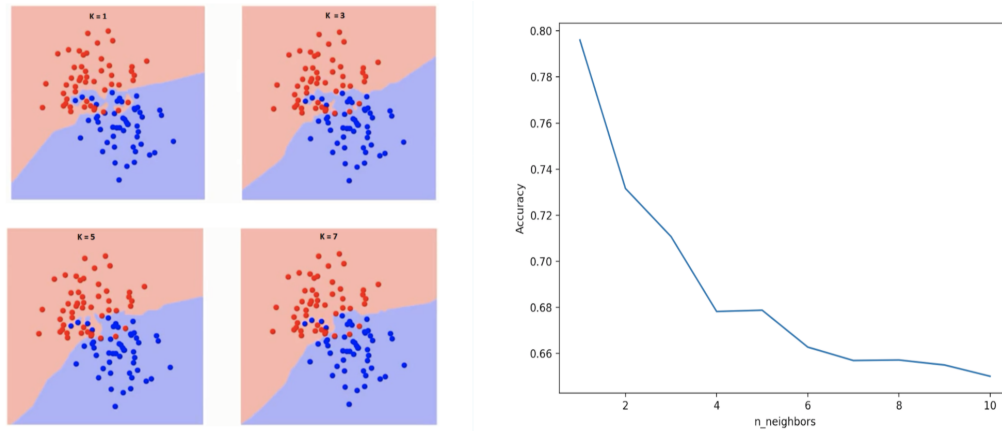 K = 1
K = 3
K = 5
K = 7
Accuracy
0.80
0.78
0.76
0.74
0.72
0.70
0.68
0.66
2
4
6
8
10
n_neighbors